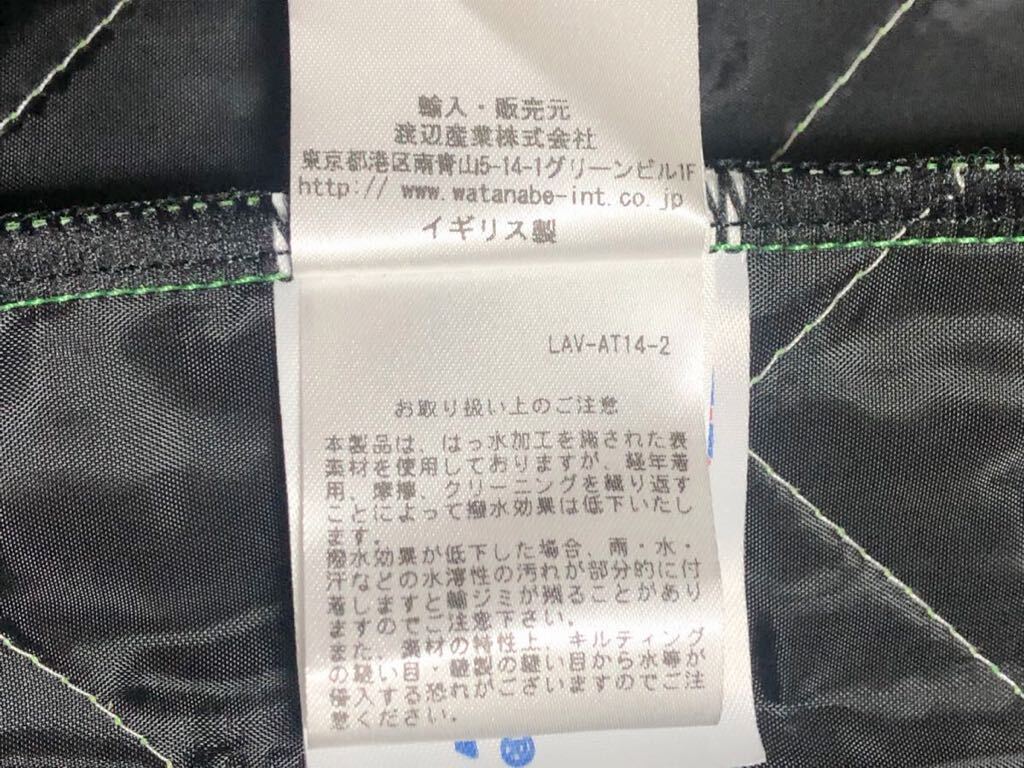 輸入・販売元
渡辺産業株式会社
東京都港区南青山5-14-1グリーンビル1F
http:// www.watanabe-int.co.jp
イギリス製
LAV-AT14-2
お取り扱い上のご注意
本製品は、はっ水加工を施された表
素材を使用しておりますが、経年着
用、摩擦、クリーニングを繰り返す
ことによって撥水効果は低下いたし
ます。
撥水効果が低下した場合、雨・水・
汗などの水溶性の汚れが部分的に付
着しますと輪ジミが残ることがあり
ますのでご注意下さい。
また、素材の特性上、キルティング
の縫い目・縫製の縫い目から水等が
侵入する恐れがございますのでご注
意ください。